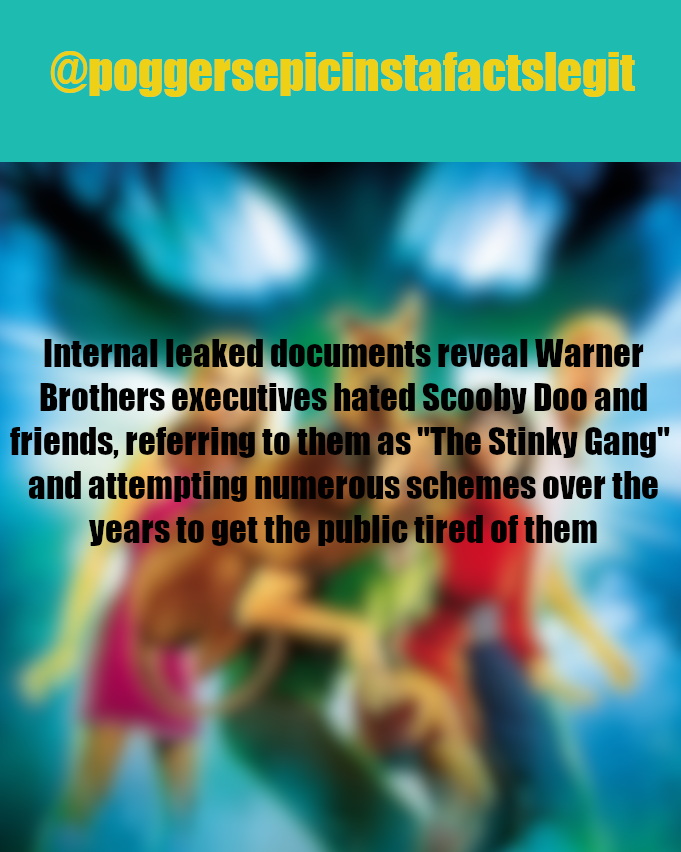 @poggersepicinstafactslegit
Internal leaked documents reveal Warner
Brothers executives hated Scooby Doo and
friends, referring to them as "The Stinky Gang"
and attempting numerous schemes over the
years to get the public tired of them